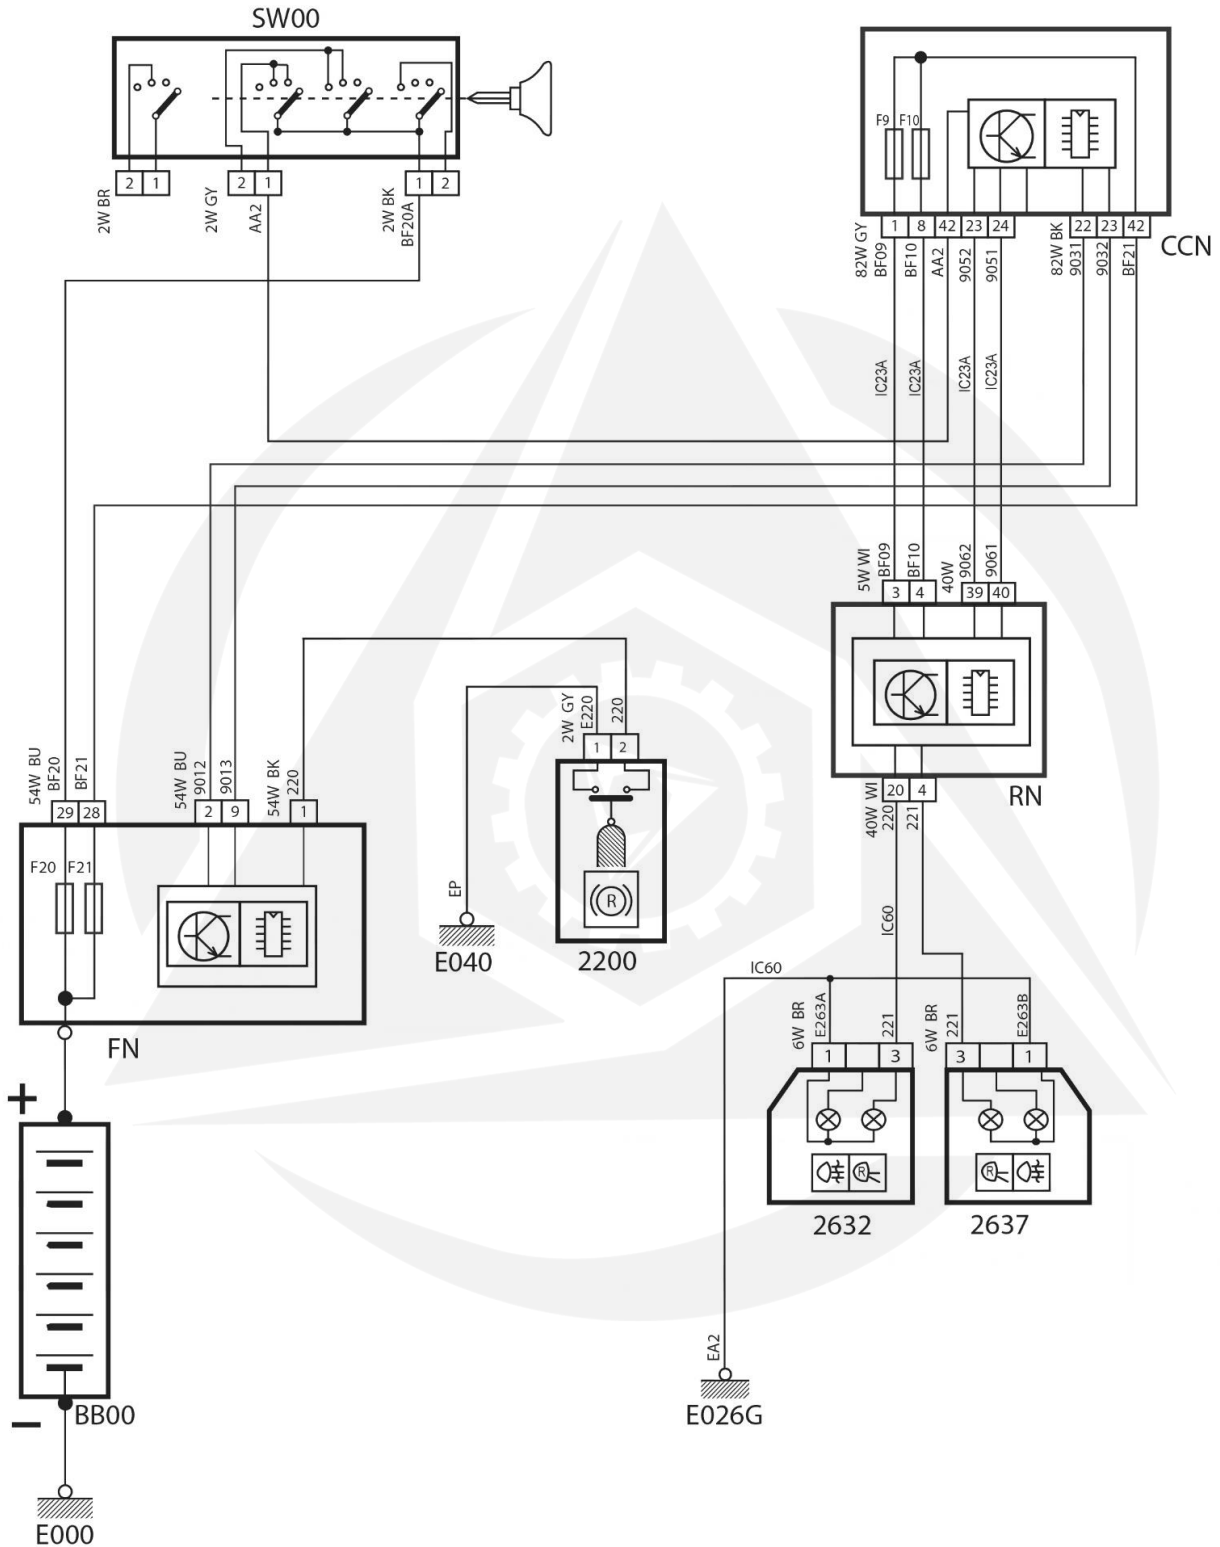 SW00
2 1
2 1
1 2
2W BR
2W GY
AA2
2W BK
BF20A
F9 F10
1 8 42 23 24
22 23 42
CCN
82W GY
BF09
BF10
AA2
9052
9051
82W BK
9031
9032
BF21
IC23A
IC23A
IC23A
IC23A
5W WI
BF09
BF10
40W
9062
9061
3 4
39 40
20 4
RN
40W WI
220
221
2W GY
E220
220
1 2
R
2200
EP
E040
54W BU
BF20
BF21
54W BU
9012
9013
54W BK
220
29 28
2 9
1
F20 F21
FN
+
BB00
–
E000
IC60
IC60
6W BR
E263A
221
6W BR
221
E263B
1 3
3 1
R
R
2632
2637
EA2
E026G